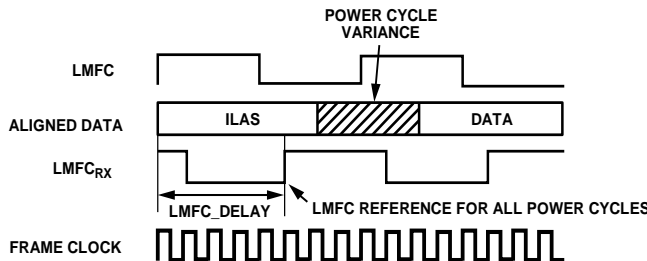 POWER CYCLE
VARIANCE
LMFC
ALIGNED DATA
ILAS
DATA
LMFCRX
LMFC_DELAY
LMFC REFERENCE FOR ALL POWER CYCLES
FRAME CLOCK